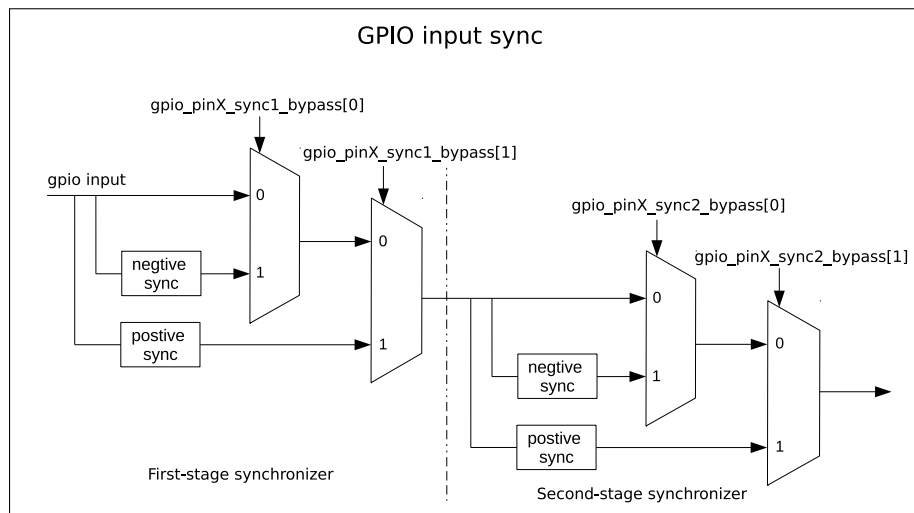 GPIO input sync
gpio_pinX_sync1_bypass[0]
gpio_pinX_sync1_bypass[1]
gpio input
0
0
negtive
sync
1
postive
sync
1
gpio_pinX_sync2_bypass[0]
gpio_pinX_sync2_bypass[1]
0
0
negtive
sync
1
postive
sync
1
First-stage synchronizer
Second-stage synchronizer